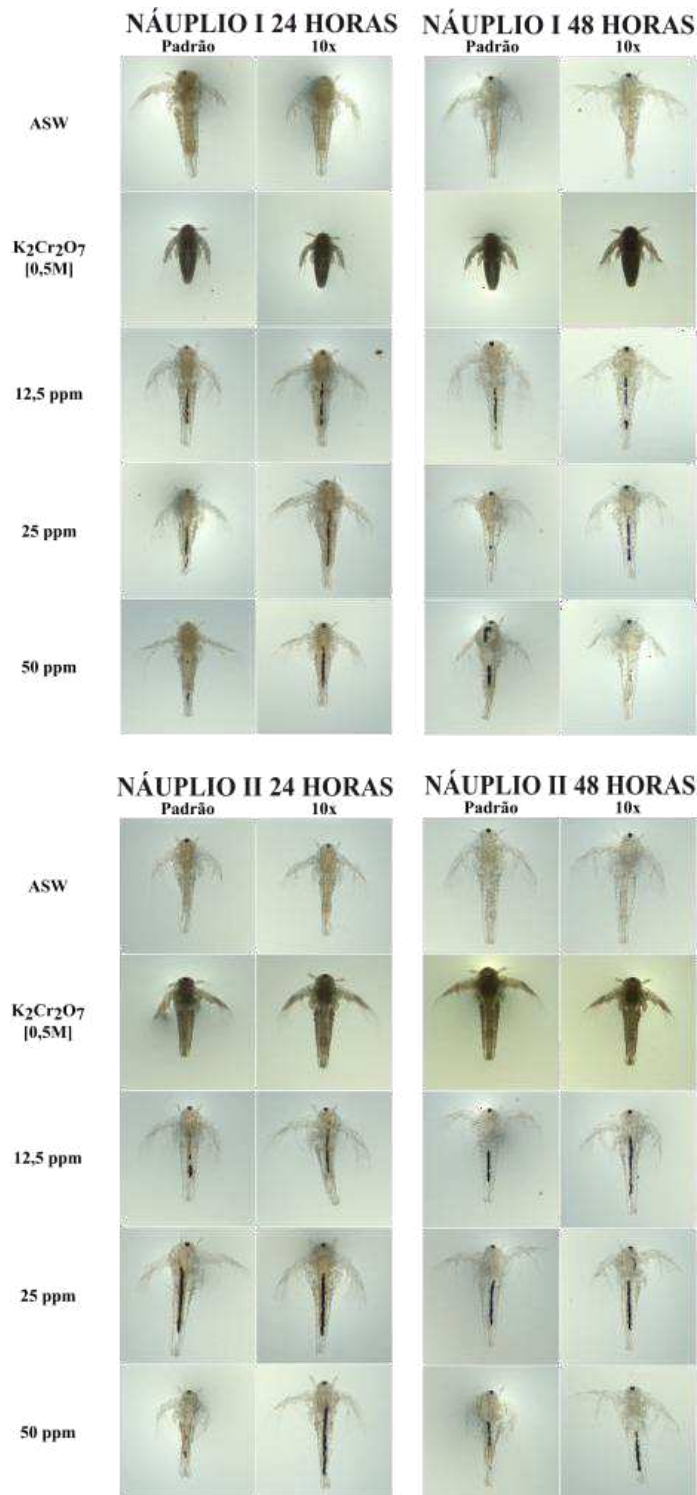 NÁUPLIO I 24 HORAS NÁUPLIO I 48 HORAS
Padrão 10x Padrão 10x
ASW
K2Cr2O7
[0,5M]
12,5 ppm
25 ppm
50 ppm
NÁUPLIO II 24 HORAS NÁUPLIO II 48 HORAS
Padrão 10x Padrão 10x
ASW
K2Cr2O7
[0,5M]
12,5 ppm
25 ppm
50 ppm